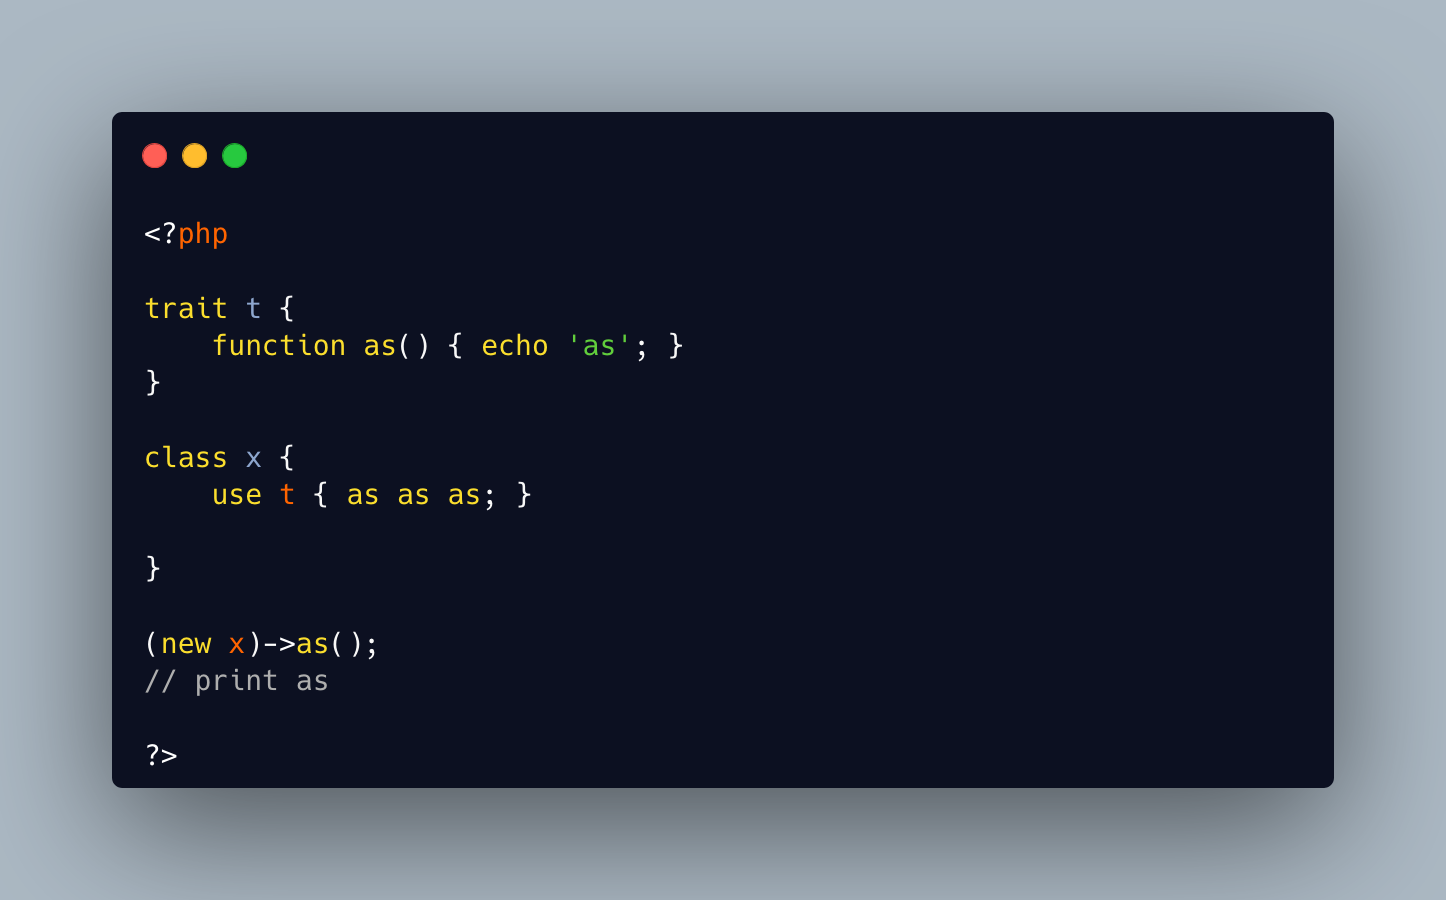 <?php
trait t {
    function as() { echo 'as'; }
}
class x {
    use t { as as as; }
}
(new x)->as();
// print as
?>